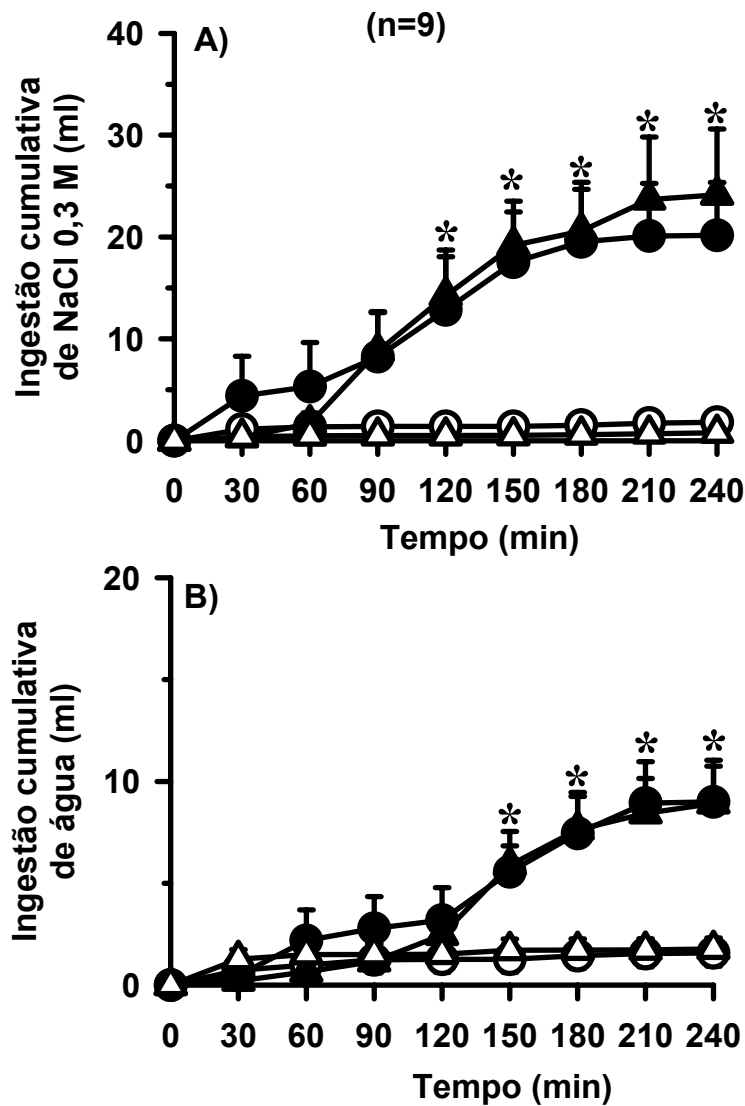 (n=9)
A)
40
30
20
10
0
Ingestão cumulativa
de NaCl 0,3 M (ml)
* * * * *
0 30 60 90 120 150 180 210 240
Tempo (min)
B)
20
10
0
Ingestão cumulativa
de água (ml)
* * * *
0 30 60 90 120 150 180 210 240
Tempo (min)